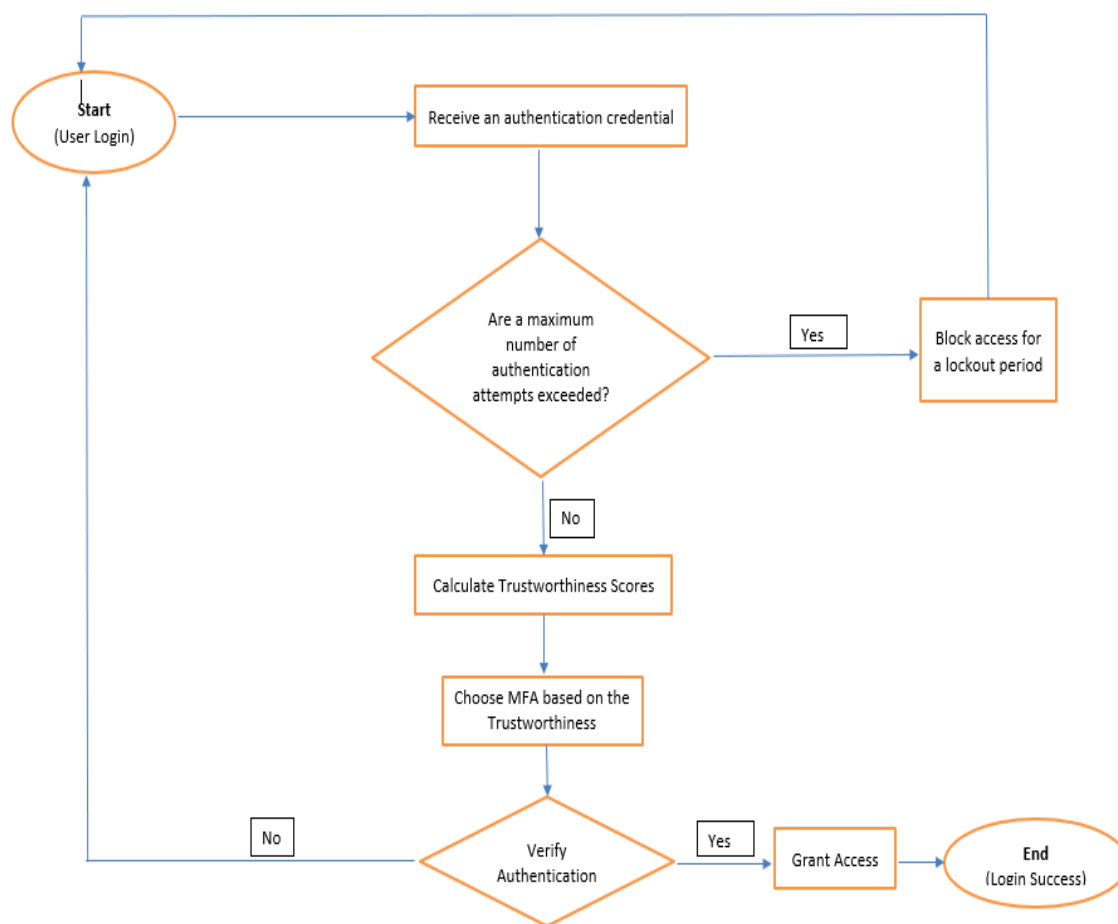 Start
(User Login)
Receive an authentication credential
Are a maximum
number of
authentication
attempts exceeded?
Yes
Block access for
a lockout period
No
Calculate Trustworthiness Scores
Choose MFA based on the
Trustworthiness
No
Verify
Authentication
Yes
Grant Access
End
(Login Success)